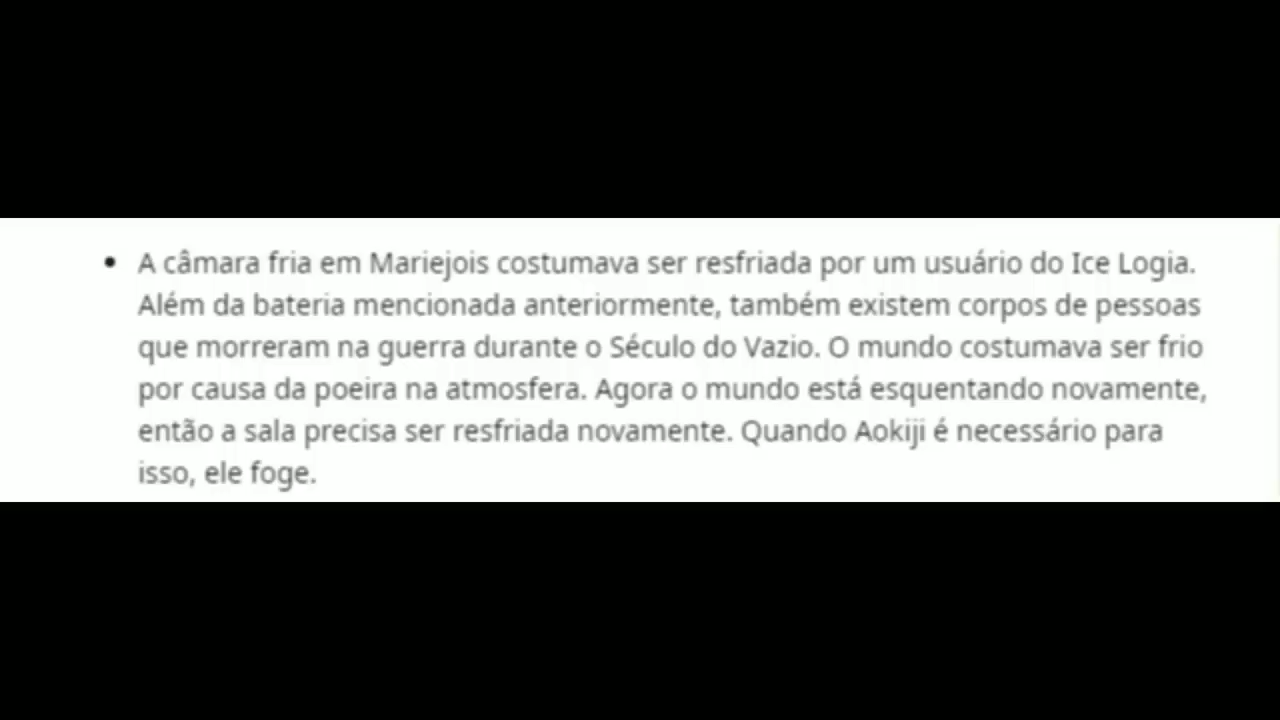 • A câmara fria em Mariejois costumava ser resfriada por um usuário do Ice Logia.
Além da bateria mencionada anteriormente, também existem corpos de pessoas
que morreram na guerra durante o Século do Vazio. O mundo costumava ser frio
por causa da poeira na atmosfera. Agora o mundo está esquentando novamente,
então a sala precisa ser resfriada novamente. Quando Aokiji é necessário para
isso, ele foge.